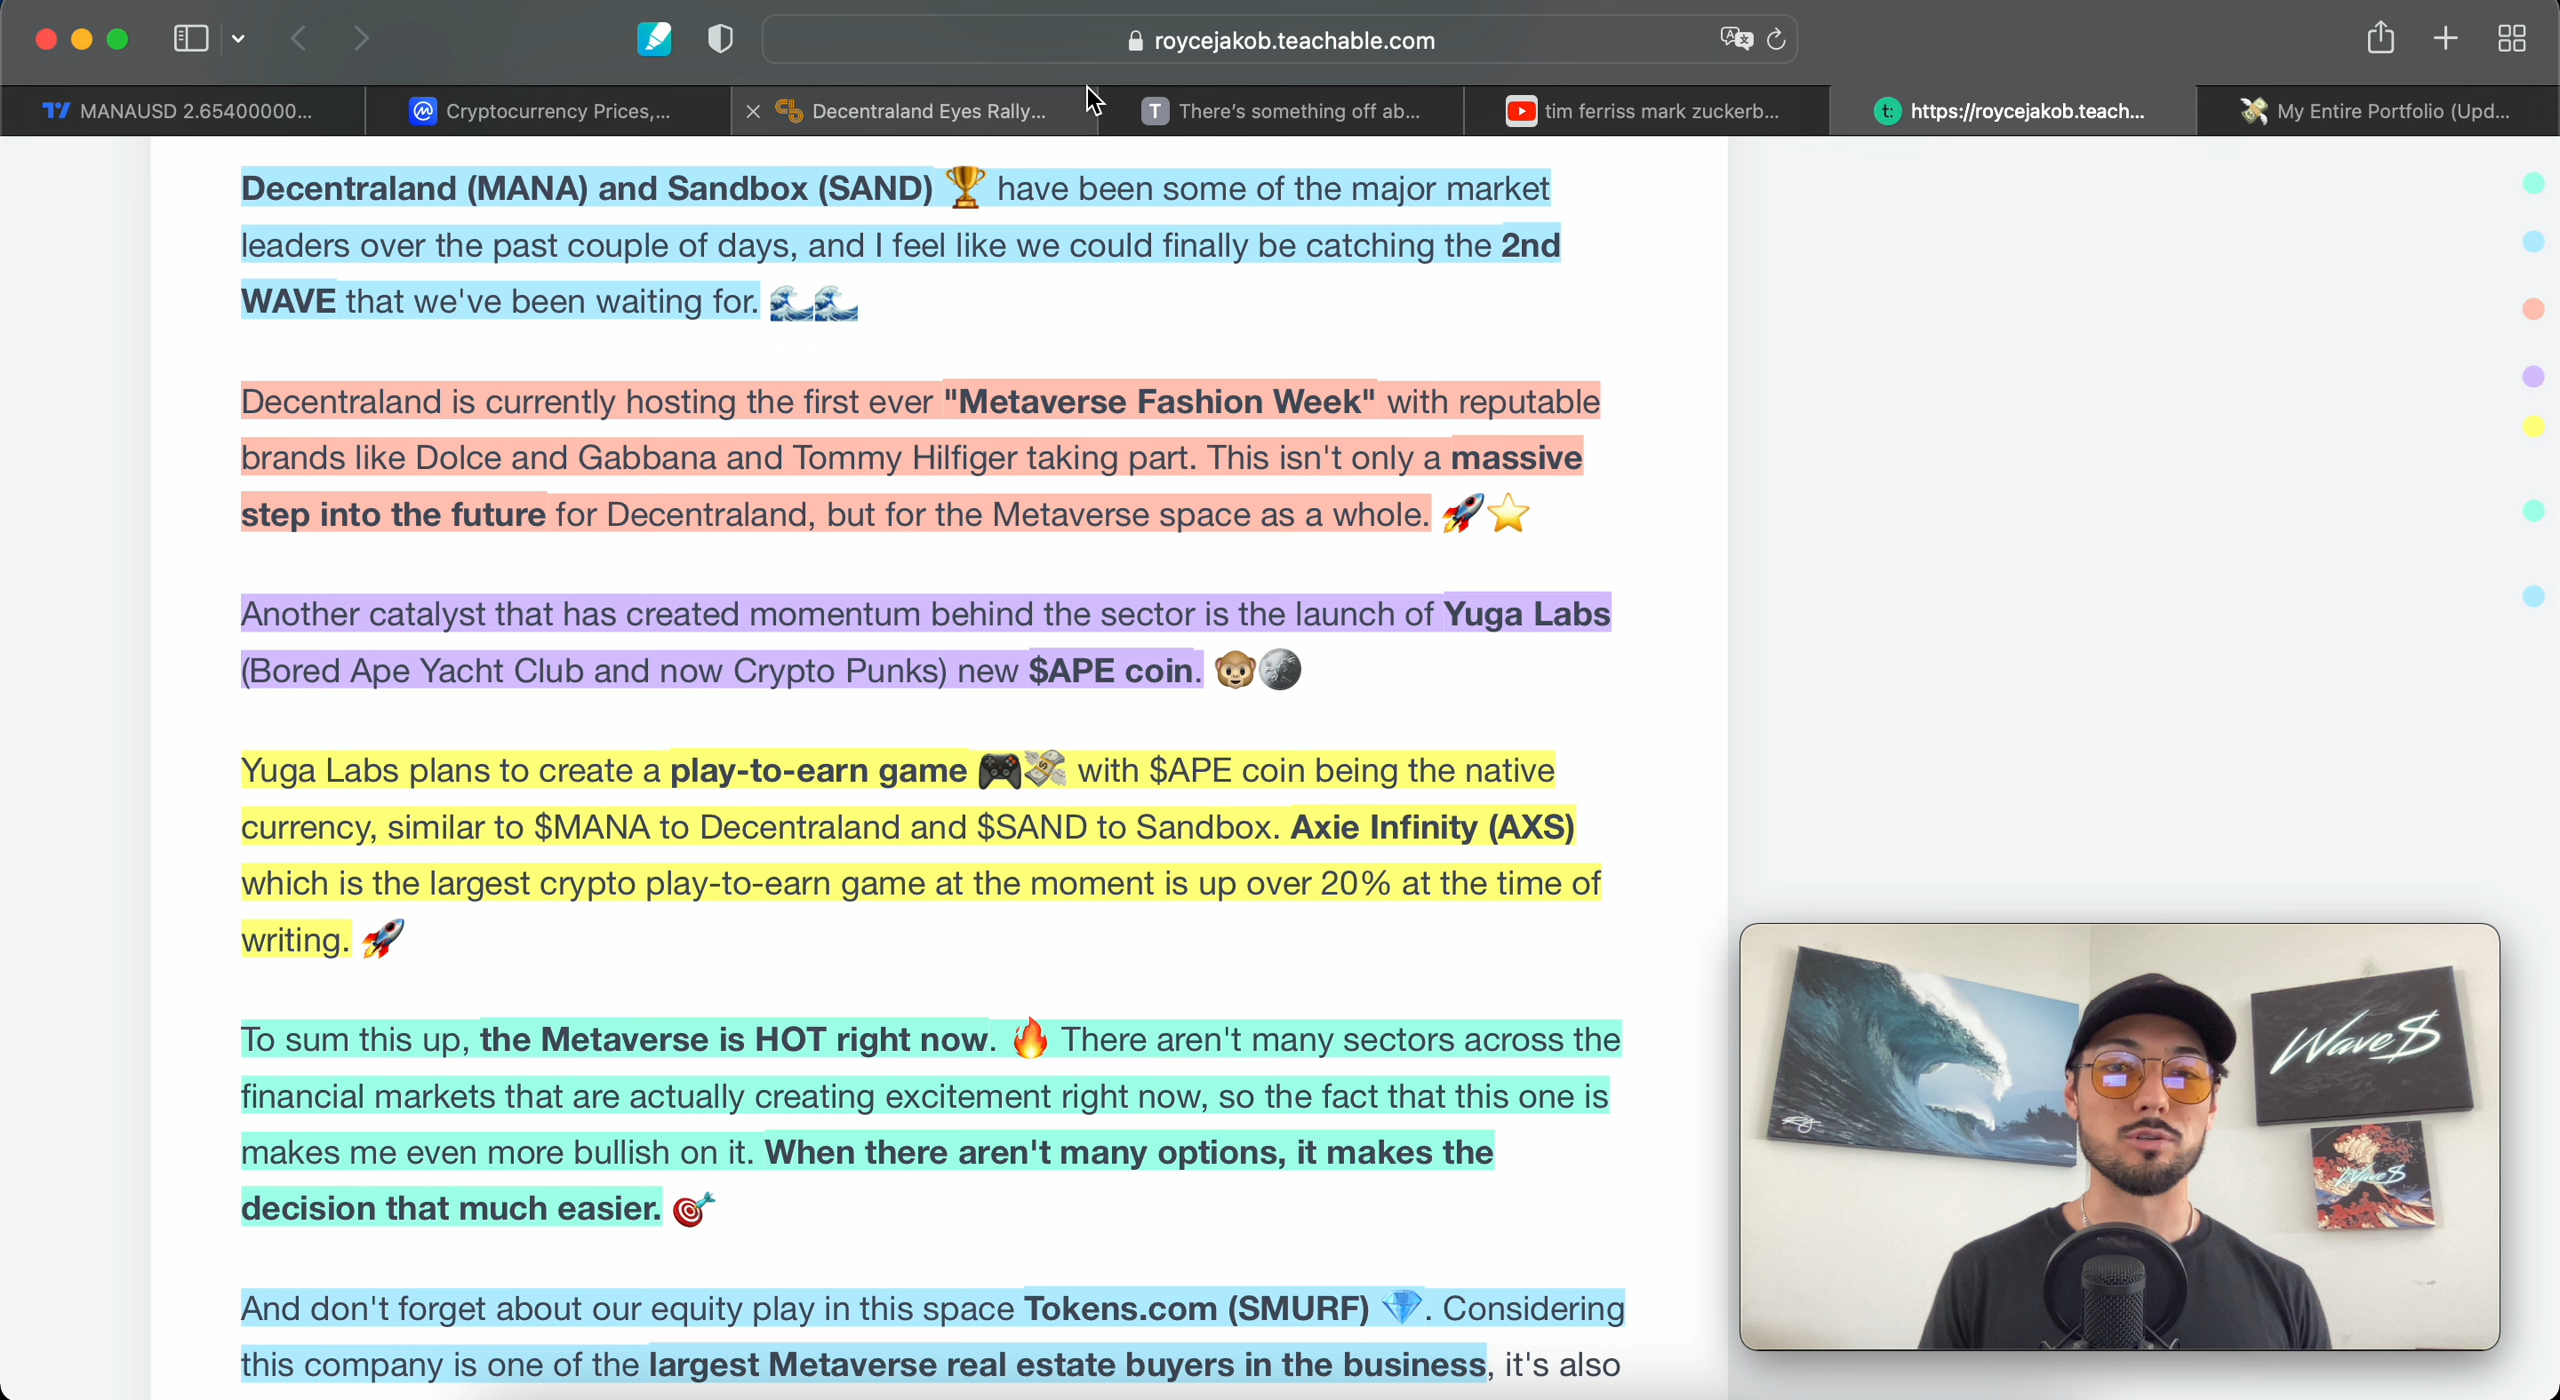 roycejakob.teachable.com
MANAUSD 2.65400000...
Cryptocurrency Prices,...
Decentraland Eyes Rally...
T There's something off ab...
tim ferriss mark zuckerb...
t: https://roycejakob.teach...
My Entire Portfolio (Upd...
Decentraland (MANA) and Sandbox (SAND) 🏆 have been some of the major market
leaders over the past couple of days, and I feel like we could finally be catching the 2nd
WAVE that we've been waiting for. 🌊🌊
Decentraland is currently hosting the first ever "Metaverse Fashion Week" with reputable
brands like Dolce and Gabbana and Tommy Hilfiger taking part. This isn't only a massive
step into the future for Decentraland, but for the Metaverse space as a whole. 🚀⭐
Another catalyst that has created momentum behind the sector is the launch of Yuga Labs
(Bored Ape Yacht Club and now Crypto Punks) new $APE coin. 🐵🪙
Yuga Labs plans to create a play-to-earn game 🎮💸 with $APE coin being the native
currency, similar to $MANA to Decentraland and $SAND to Sandbox. Axie Infinity (AXS)
which is the largest crypto play-to-earn game at the moment is up over 20% at the time of
writing. 🚀
To sum this up, the Metaverse is HOT right now. 🔥 There aren't many sectors across the
financial markets that are actually creating excitement right now, so the fact that this one is
makes me even more bullish on it. When there aren't many options, it makes the
decision that much easier. 🎯
And don't forget about our equity play in this space Tokens.com (SMURF) 💎. Considering
this company is one of the largest Metaverse real estate buyers in the business, it's also
Wave$
Wave$